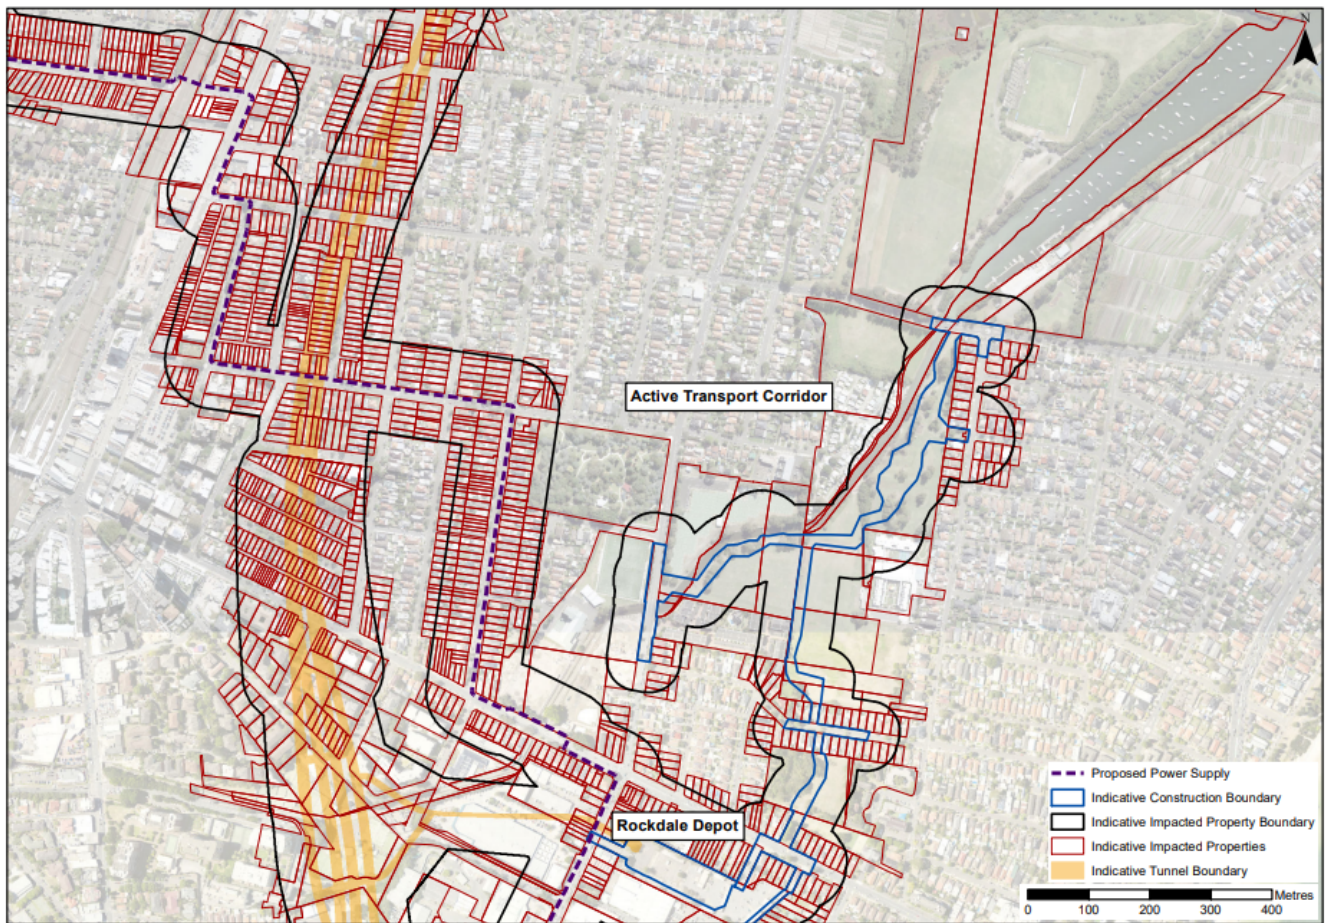 N
Active Transport Corridor
Rockdale Depot
Proposed Power Supply
Indicative Construction Boundary
Indicative Impacted Property Boundary
Indicative Impacted Properties
Indicative Tunnel Boundary
Metres
0 100 200 300 400